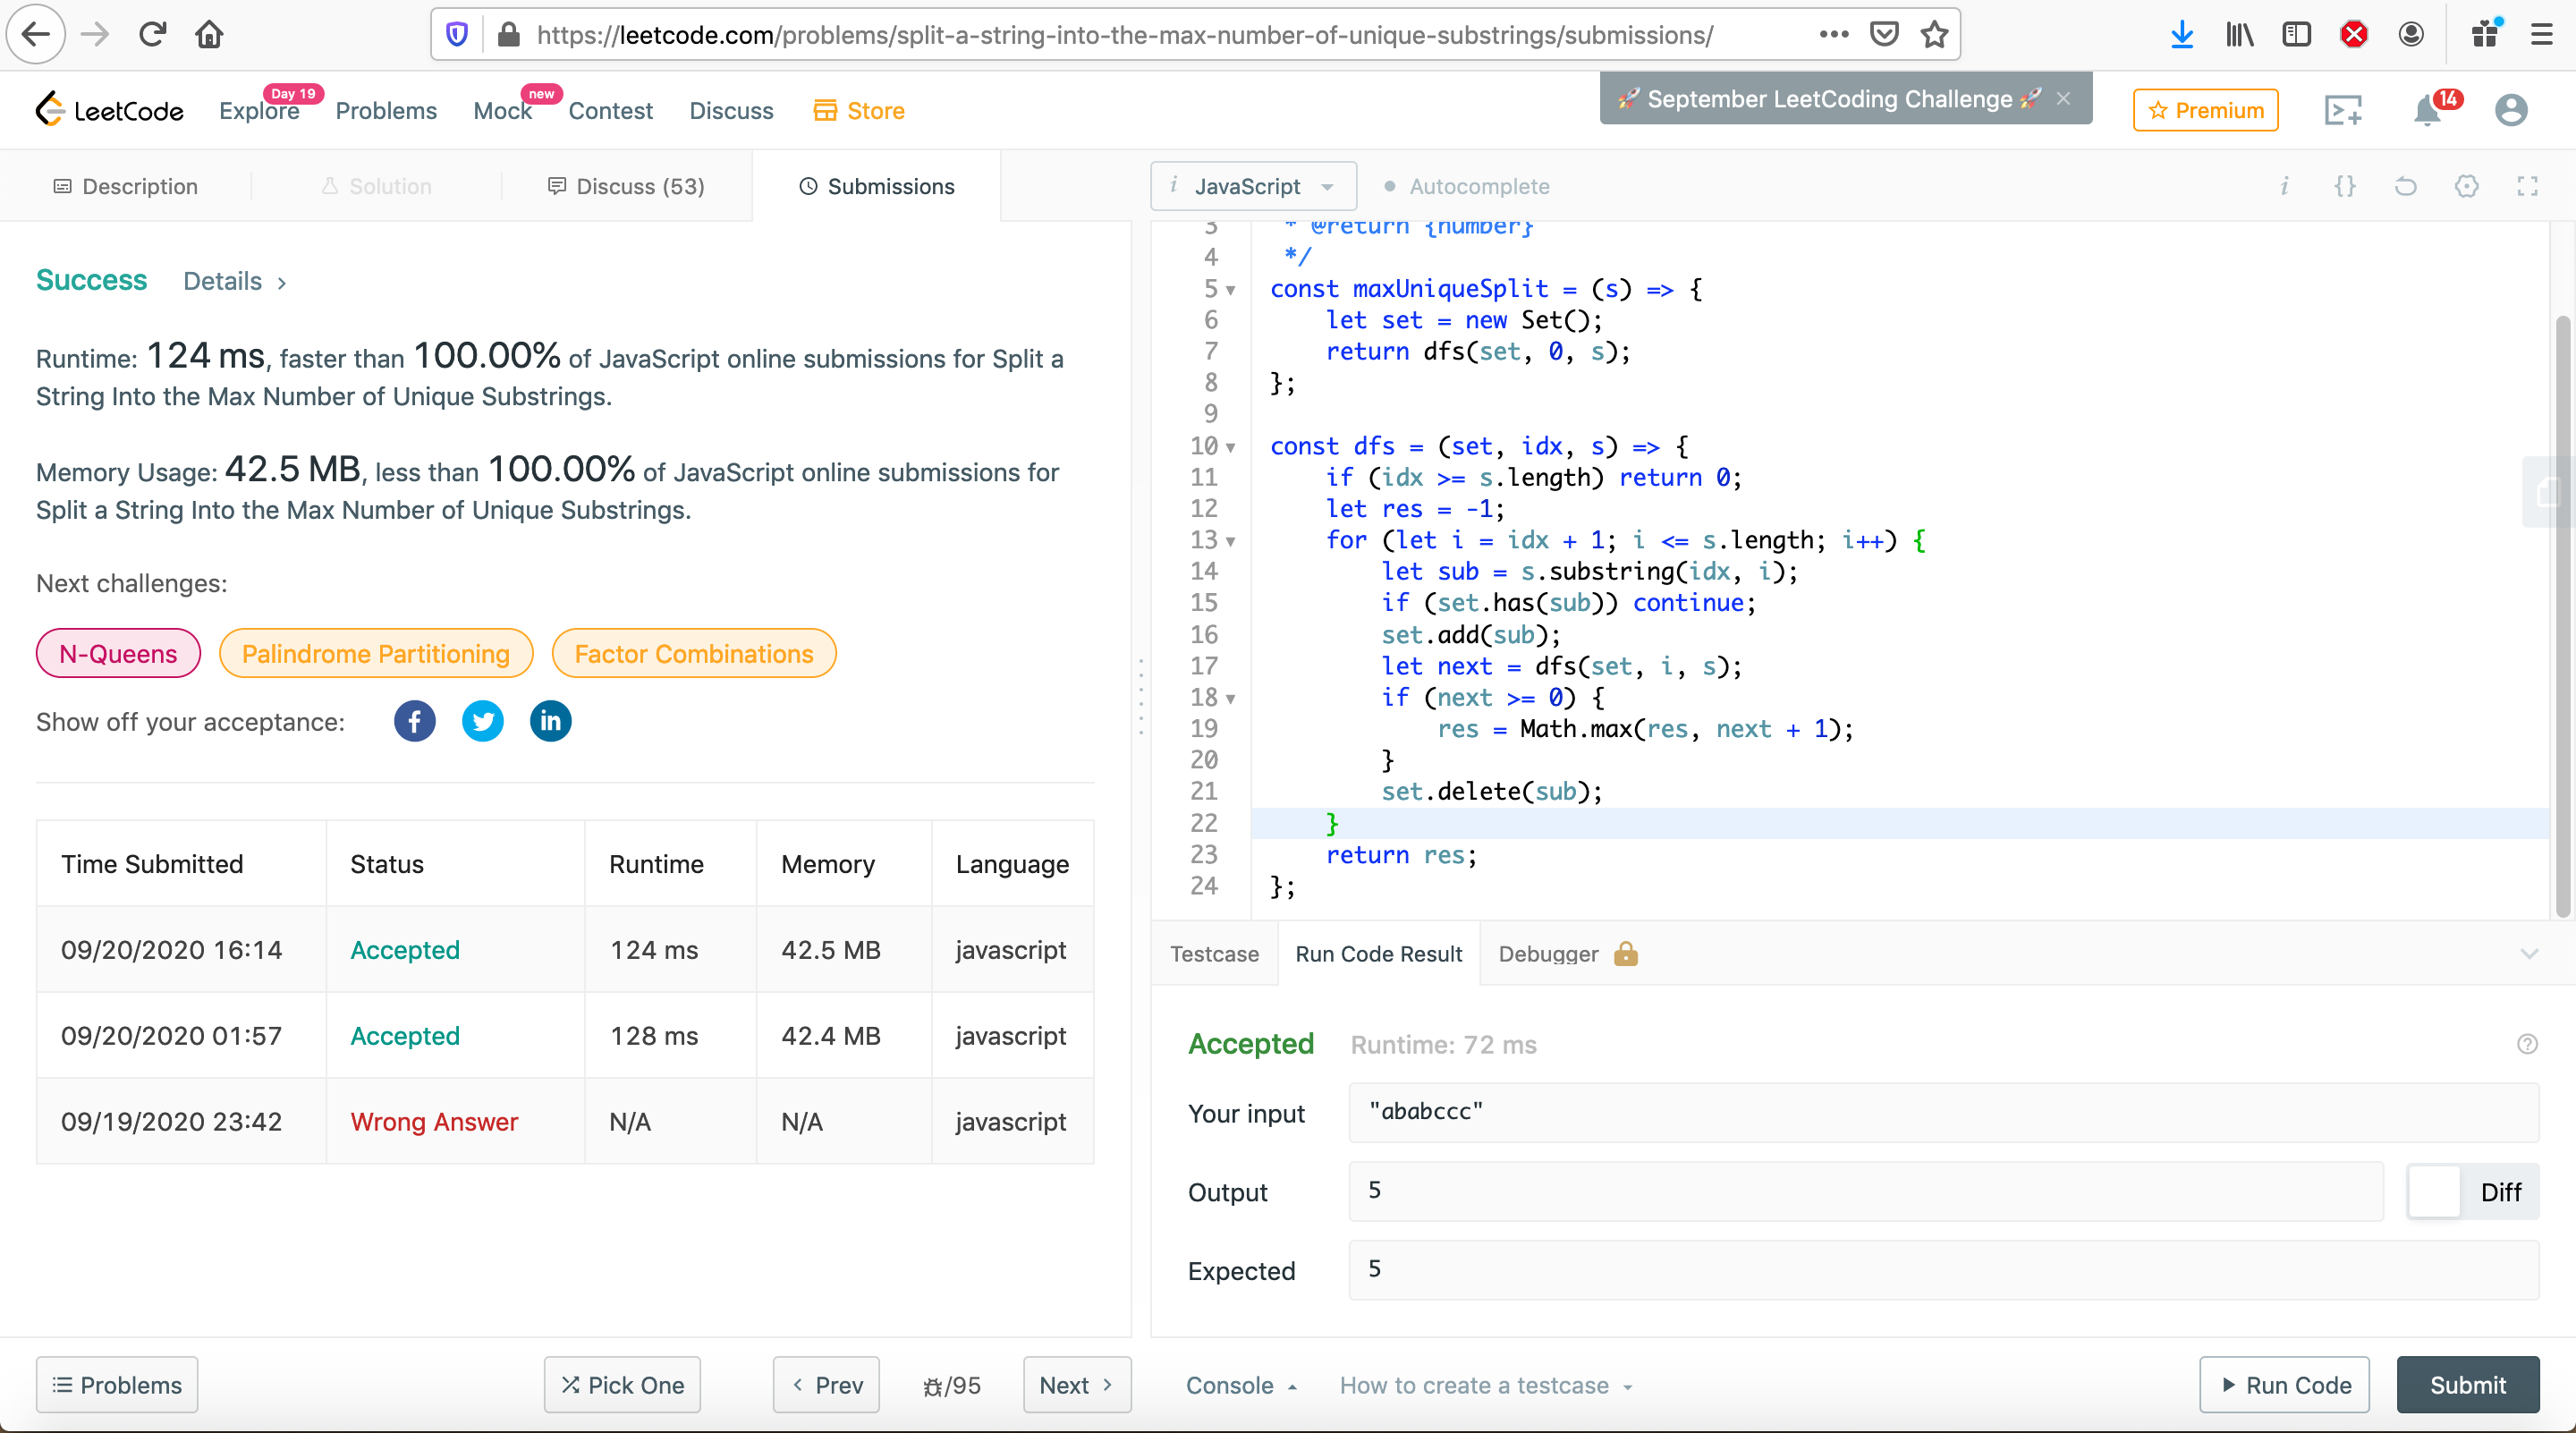 https://leetcode.com/problems/split-a-string-into-the-max-number-of-unique-substrings/submissions/
LeetCode
Explore
Day 19
Problems
Mock
new
Contest
Discuss
Store
🚀 September LeetCoding Challenge 🚀
Premium
14
Description
Solution
Discuss (53)
Submissions
i JavaScript
Autocomplete
Success Details
Runtime: 124 ms, faster than 100.00% of JavaScript online submissions for Split a
String Into the Max Number of Unique Substrings.
Memory Usage: 42.5 MB, less than 100.00% of JavaScript online submissions for
Split a String Into the Max Number of Unique Substrings.
Next challenges:
N-Queens Palindrome Partitioning Factor Combinations
Show off your acceptance:
Time Submitted Status Runtime Memory Language
09/20/2020 16:14 Accepted 124 ms 42.5 MB javascript
09/20/2020 01:57 Accepted 128 ms 42.4 MB javascript
09/19/2020 23:42 Wrong Answer N/A N/A javascript
3 * @return {number}
4 */
5 const maxUniqueSplit = (s) => {
6 let set = new Set();
7 return dfs(set, 0, s);
8 };
9
10 const dfs = (set, idx, s) => {
11 if (idx >= s.length) return 0;
12 let res = -1;
13 for (let i = idx + 1; i <= s.length; i++) {
14 let sub = s.substring(idx, i);
15 if (set.has(sub)) continue;
16 set.add(sub);
17 let next = dfs(set, i, s);
18 if (next >= 0) {
19 res = Math.max(res, next + 1);
20 }
21 set.delete(sub);
22 }
23 return res;
24 };
Testcase Run Code Result Debugger
Accepted Runtime: 72 ms
Your input "ababccc"
Output 5 Diff
Expected 5
Problems
Pick One
Prev
/95
Next
Console
How to create a testcase
Run Code
Submit